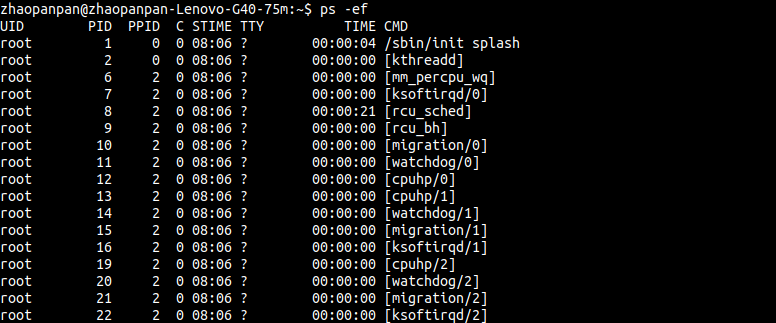 zhaopanpan@zhaopanpan-Lenovo-G40-75m:~$ ps -ef
UID        PID  PPID  C STIME TTY          TIME CMD
root         1     0  0 08:06 ?        00:00:04 /sbin/init splash
root         2     0  0 08:06 ?        00:00:00 [kthreadd]
root         6     2  0 08:06 ?        00:00:00 [mm_percpu_wq]
root         7     2  0 08:06 ?        00:00:00 [ksoftirqd/0]
root         8     2  0 08:06 ?        00:00:21 [rcu_sched]
root         9     2  0 08:06 ?        00:00:00 [rcu_bh]
root        10     2  0 08:06 ?        00:00:00 [migration/0]
root        11     2  0 08:06 ?        00:00:00 [watchdog/0]
root        12     2  0 08:06 ?        00:00:00 [cpuhp/0]
root        13     2  0 08:06 ?        00:00:00 [cpuhp/1]
root        14     2  0 08:06 ?        00:00:00 [watchdog/1]
root        15     2  0 08:06 ?        00:00:00 [migration/1]
root        16     2  0 08:06 ?        00:00:00 [ksoftirqd/1]
root        19     2  0 08:06 ?        00:00:00 [cpuhp/2]
root        20     2  0 08:06 ?        00:00:00 [watchdog/2]
root        21     2  0 08:06 ?        00:00:00 [migration/2]
root        22     2  0 08:06 ?        00:00:00 [ksoftirqd/2]